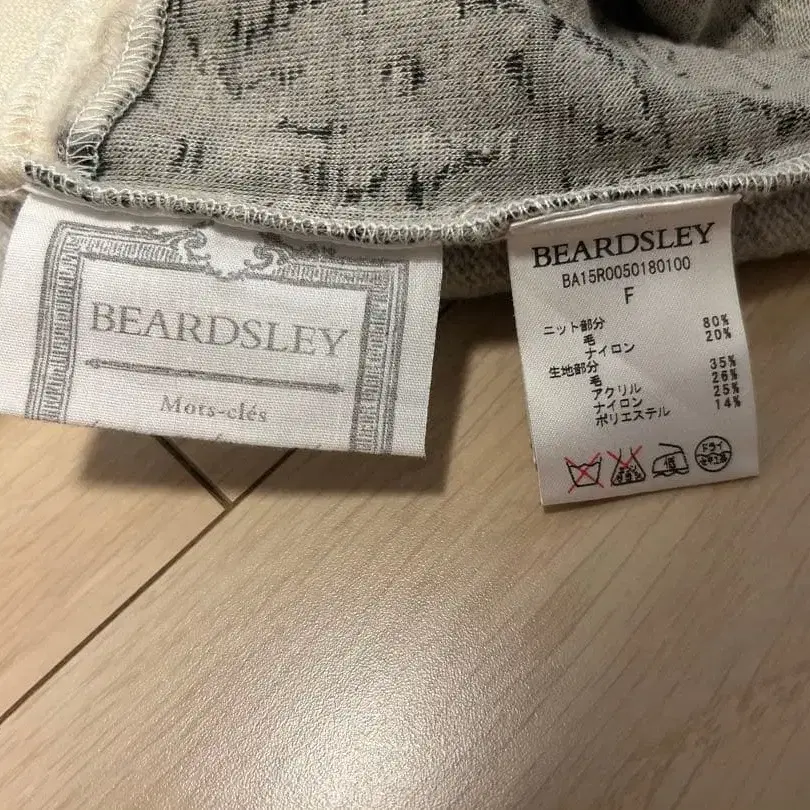 BEARDSLEY
Mots-clés
BEARDSLEY
BA15R0050180100
F
ニット部分
毛 80%
ナイロン 20%
生地部分
毛 35%
アクリル 26%
ナイロン 25%
ポリエステル 14%
低
ドライ